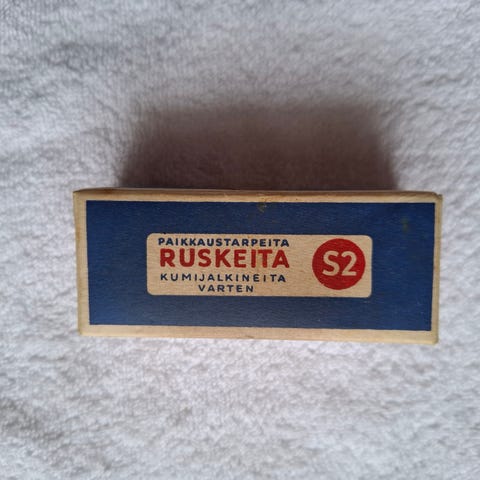 PAIKKAUSTARPEITA
RUSKEITA
KUMIJALKINEITA
VARTEN
S2